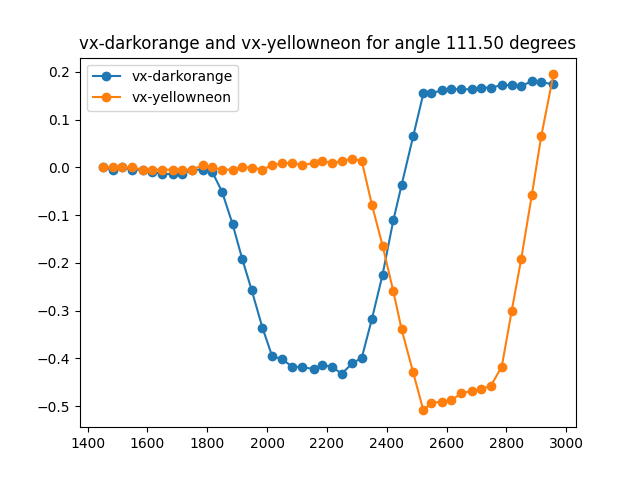 vx-darkorange and vx-yellowneon for angle 111.50 degrees
vx-darkorange
vx-yellowneon
0.2
0.1
0.0
−0.1
0.2
−0.3
−0.4
−0.5
1400 1600 1800 2000 2200 2400 2600 2800 3000